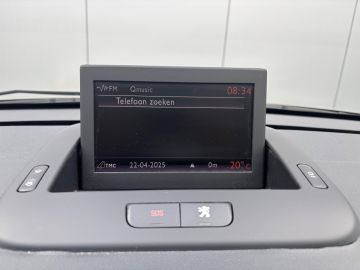 FM Qmusic 08:34
Telefoon zoeken
TMC 22-04-2025 0m 20°C
SOS